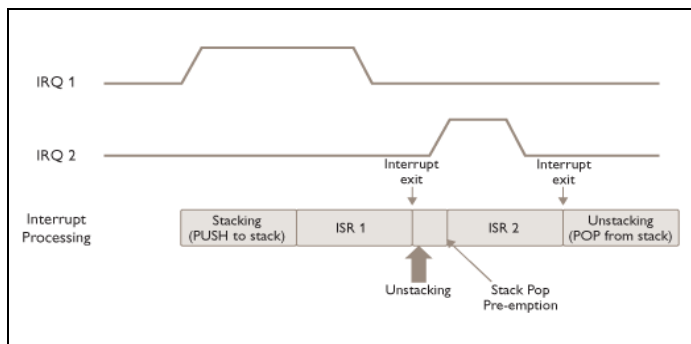 IRQ 1
IRQ 2
Interrupt
exit
Interrupt
exit
Interrupt
Processing
Stacking
(PUSH to stack)
ISR 1
ISR 2
Unstacking
(POP from stack)
Unstacking
Stack Pop
Pre-emption